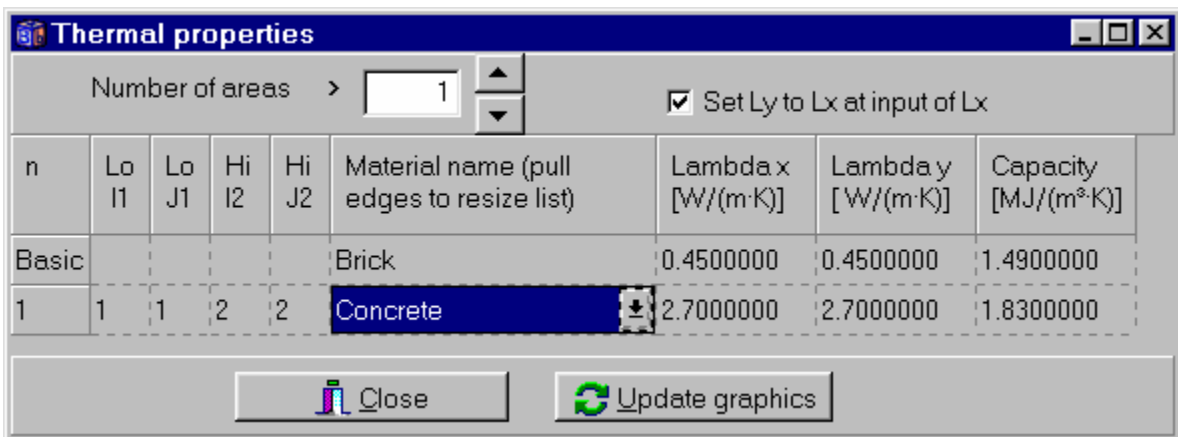 Thermal properties
Number of areas > 1
Set Ly to Lx at input of Lx
n Lo Lo Hi Hi Material name (pull Lambda x Lambda y Capacity
I1 J1 I2 J2 edges to resize list) [W/(m·K)] [ W/(m·K)] [MJ/(m³·K)]
Basic Brick 0.4500000 0.4500000 1.4900000
1 1 1 2 2 Concrete 2.7000000 2.7000000 1.8300000
Close Update graphics